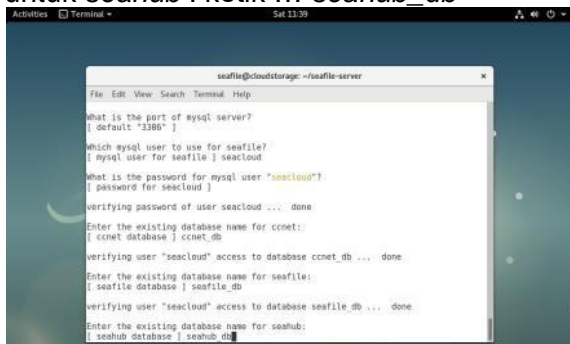 untuk seahub : ketik ... seahub_db
Activities Terminal Sat 11:39
seafile@cloudstorage: ~/seafile-server
File Edit View Search Terminal Help
What is the port of mysql server?
[ default "3306" ]
Which mysql user to use for seafile?
[ mysql user for seafile ] seacloud
What is the password for mysql user "seacloud"?
[ password for seacloud ]
verifying password of user seacloud ... done
Enter the existing database name for ccnet:
[ ccnet database ] ccnet_db
verifying user "seacloud" access to database ccnet_db ... done
Enter the existing database name for seafile:
[ seafile database ] seafile_db
verifying user "seacloud" access to database seafile_db ... done
Enter the existing database name for seahub:
[ seahub database ] seahub_db